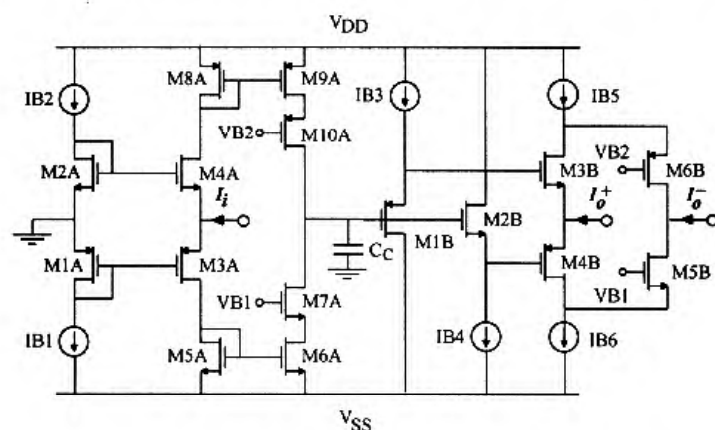 VDD
M8A
M9A
IB2
IB3
IB5
VB2
M10A
VB2
M2A
M4A
M3B
M6B
Ii
Io+
Io-
M2B
M1B
M1A
M3A
CC
M4B
M5B
VB1
M7A
VB1
IB1
IB4
IB6
M5A
M6A
VSS